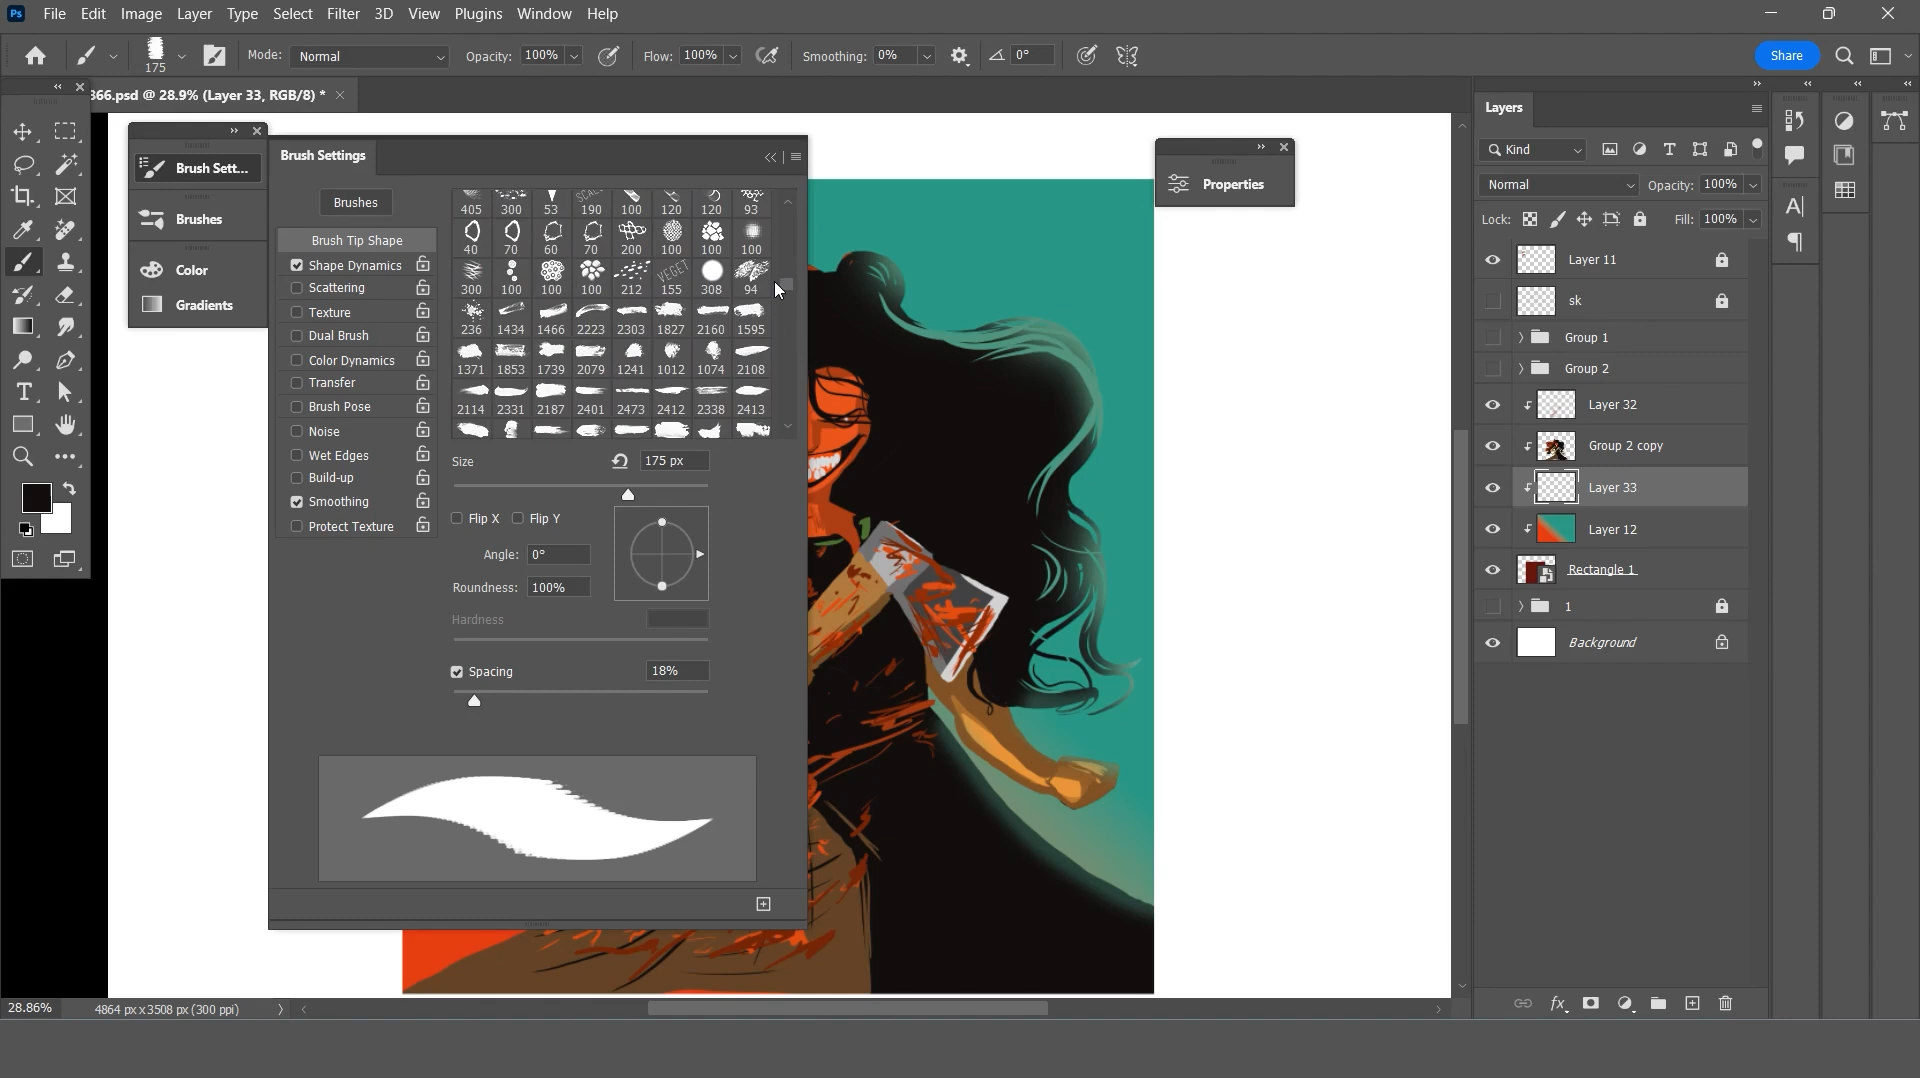 Ps File Edit Image Layer Type Select Filter 3D View Plugins Window Help
175 Mode: Normal Opacity: 100% Flow: 100% Smoothing: 0% 0° Share
366.psd @ 28.9% (Layer 33, RGB/8) *
Brush Sett...
Brushes
Color
Gradients
Brush Settings
Brushes
Brush Tip Shape
Shape Dynamics
Scattering
Texture
Dual Brush
Color Dynamics
Transfer
Brush Pose
Noise
Wet Edges
Build-up
Smoothing
Protect Texture
405 300 53 190 100 120 120 93
40 70 60 70 200 100 100 100
VEGET
300 100 100 100 212 155 308 94
236 1434 1466 2223 2303 1827 2160 1595
1371 1853 1739 2079 1241 1012 1074 2108
2114 2331 2187 2401 2473 2412 2338 2413
Size 175 px
Flip X Flip Y
Angle: 0°
Roundness: 100%
Hardness
Spacing 18%
Properties
Layers
Kind
Normal Opacity: 100%
Lock: Fill: 100%
Layer 11
sk
Group 1
Group 2
Layer 32
Group 2 copy
Layer 33
Layer 12
Rectangle 1
1
Background
fx
28.86% 4864 px x 3508 px (300 ppi)